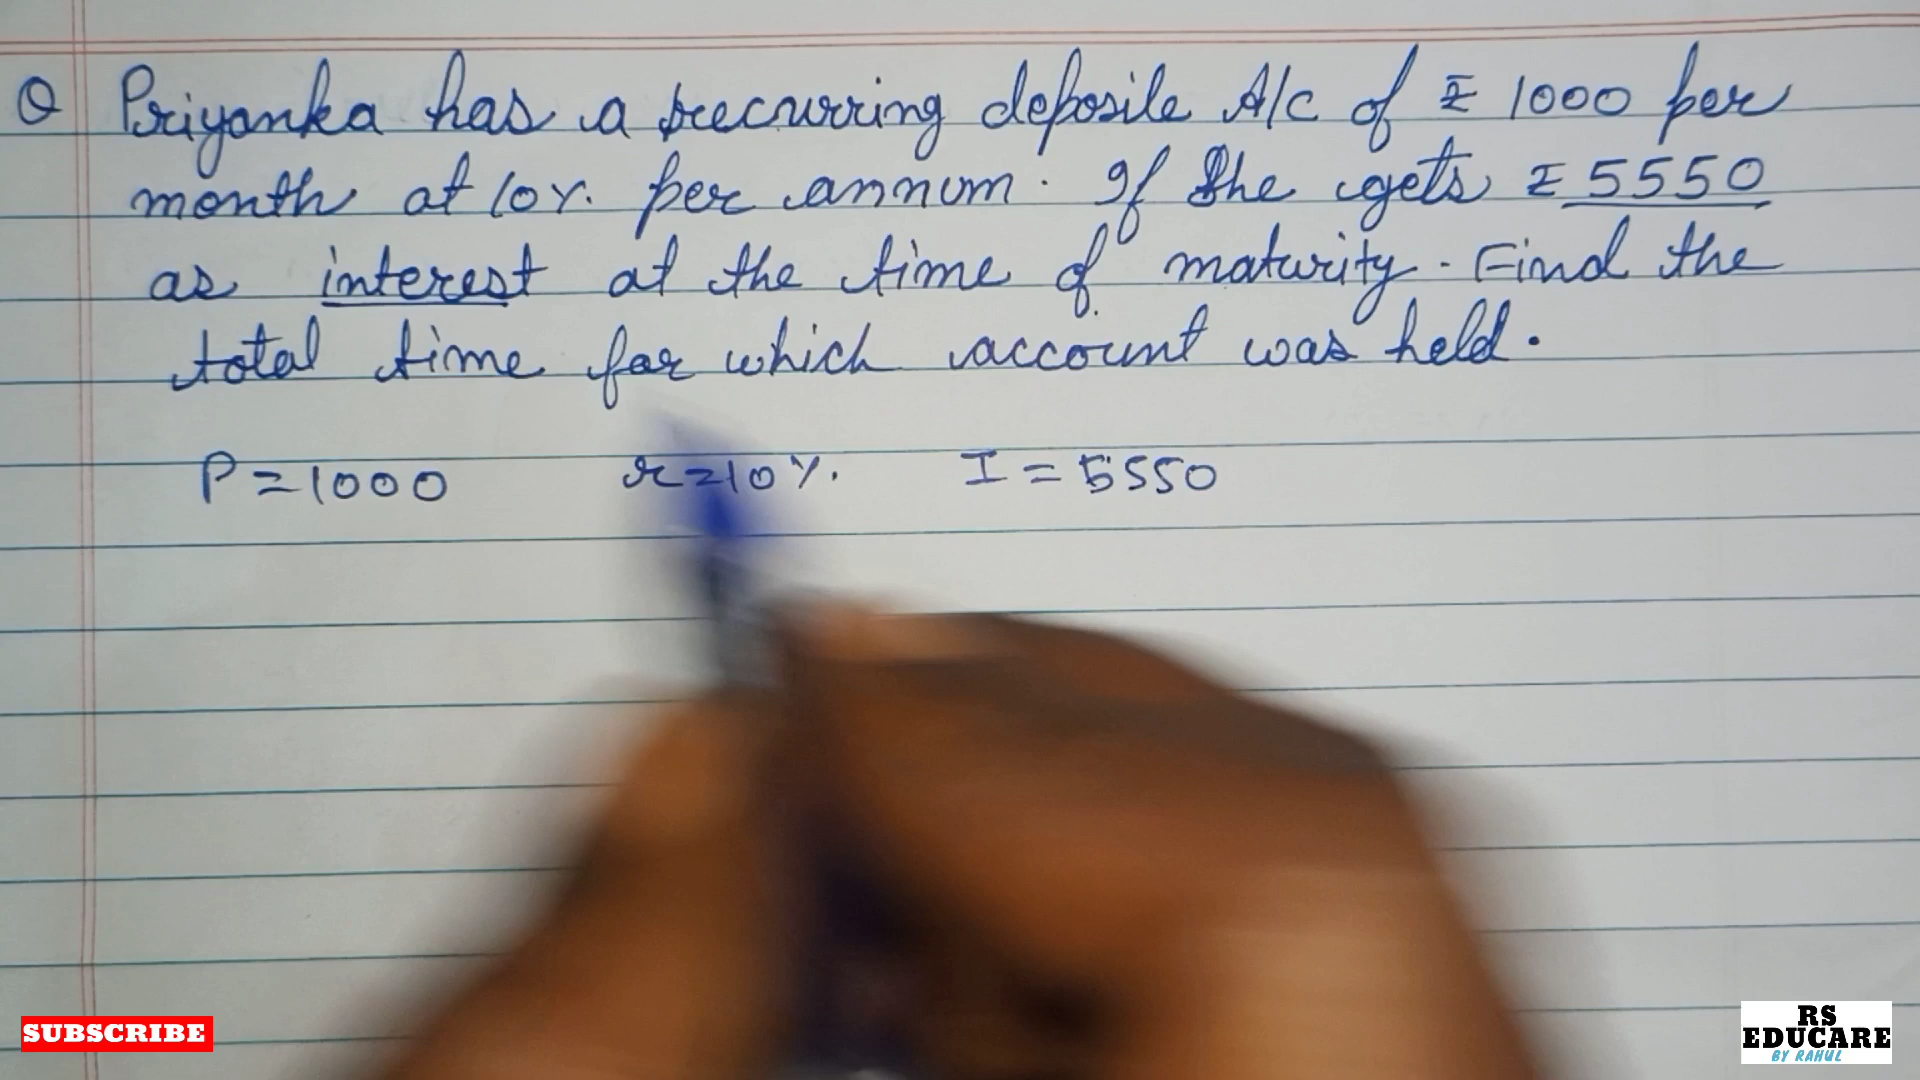 Q Priyanka has a recurring deposite A/c of ₹ 1000 per
month at 10%. per annum. If She gets ₹ 5550
as interest at the time of maturity. Find the
total time for which account was held.
P = 1000 r = 10%. I = 5550
SUBSCRIBE
RS
EDUCARE
BY RAHUL